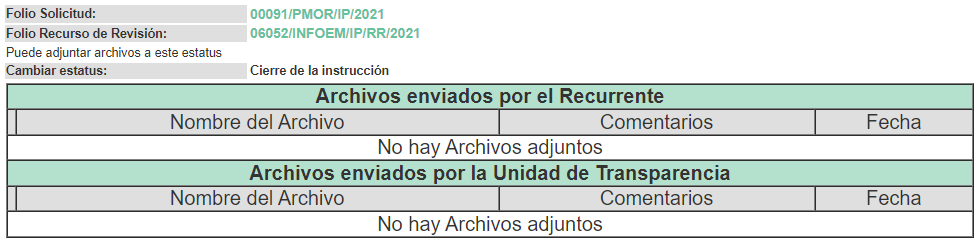 Folio Solicitud: 00091/PMOR/IP/2021
Folio Recurso de Revisión: 06052/INFOEM/IP/RR/2021
Puede adjuntar archivos a este estatus
Cambiar estatus: Cierre de la instrucción
Archivos enviados por el Recurrente
Nombre del Archivo Comentarios Fecha
No hay Archivos adjuntos
Archivos enviados por la Unidad de Transparencia
Nombre del Archivo Comentarios Fecha
No hay Archivos adjuntos